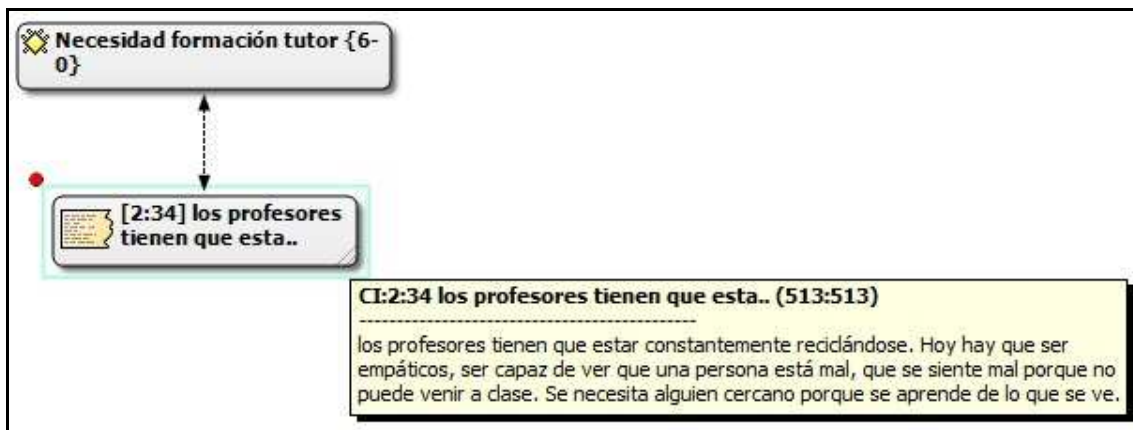 Necesidad formación tutor {6-
0}
[2:34] los profesores
tienen que esta..
CI:2:34 los profesores tienen que esta.. (513:513)
---------------------------------------------
los profesores tienen que estar constantemente reciclándose. Hoy hay que ser
empáticos, ser capaz de ver que una persona está mal, que se siente mal porque no
puede venir a clase. Se necesita alguien cercano porque se aprende de lo que se ve.